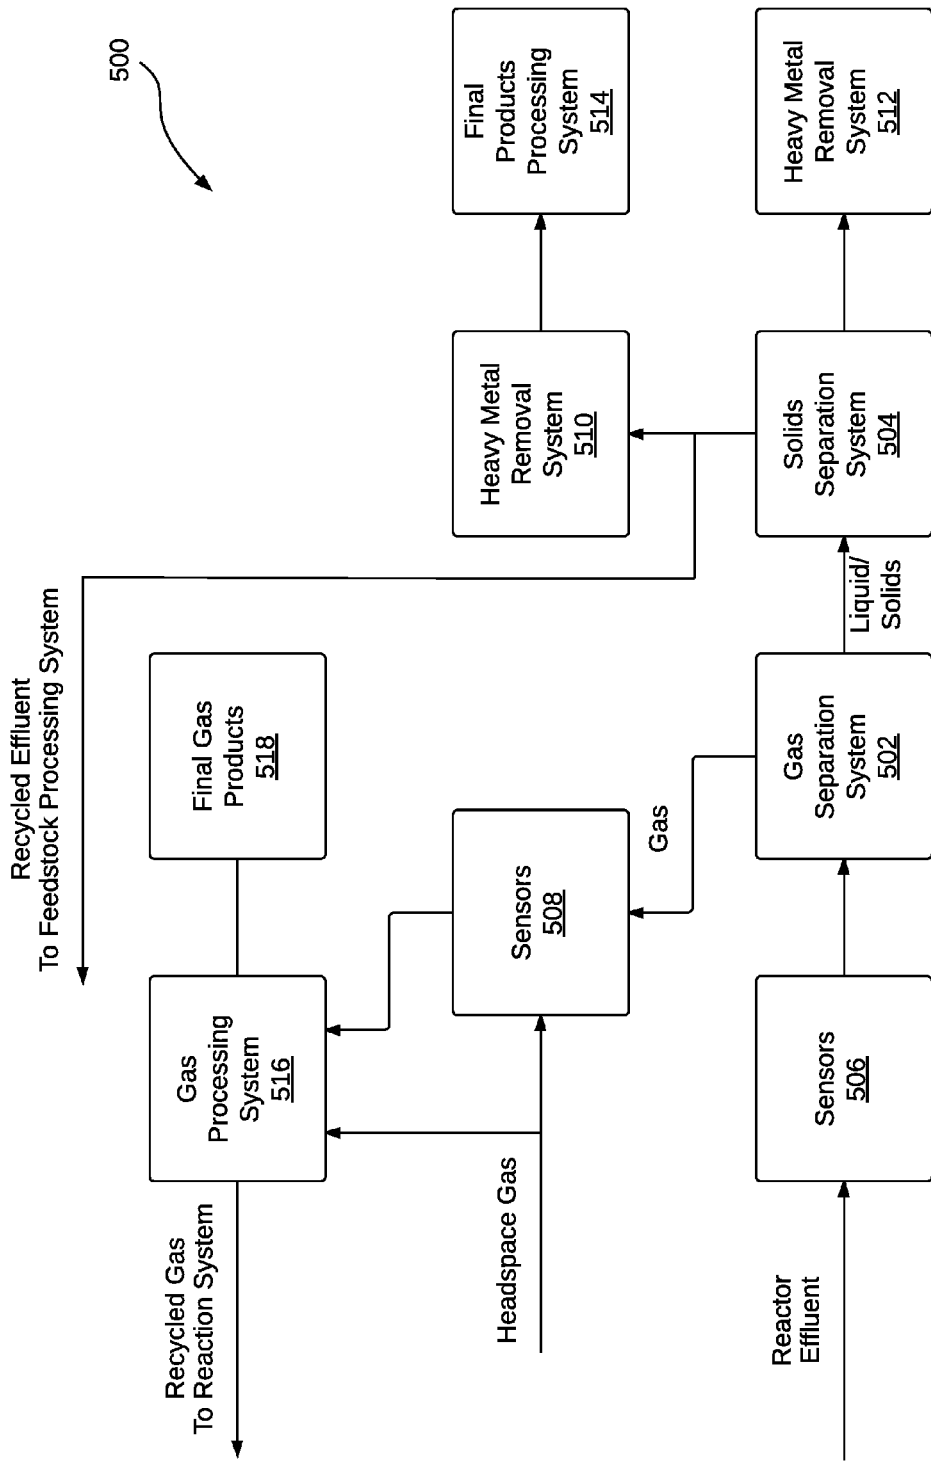 500
Recycled Effluent
To Feedstock Processing System
Recycled Gas
To Reaction System
Gas
Processing
System
516
Final Gas
Products
518
Headspace Gas
Sensors
508
Gas
Heavy Metal
Removal
System
510
Final
Products
Processing
System
514
Reactor
Effluent
Sensors
506
Gas
Separation
System
502
Liquid/
Solids
Solids
Separation
System
504
Heavy Metal
Removal
System
512